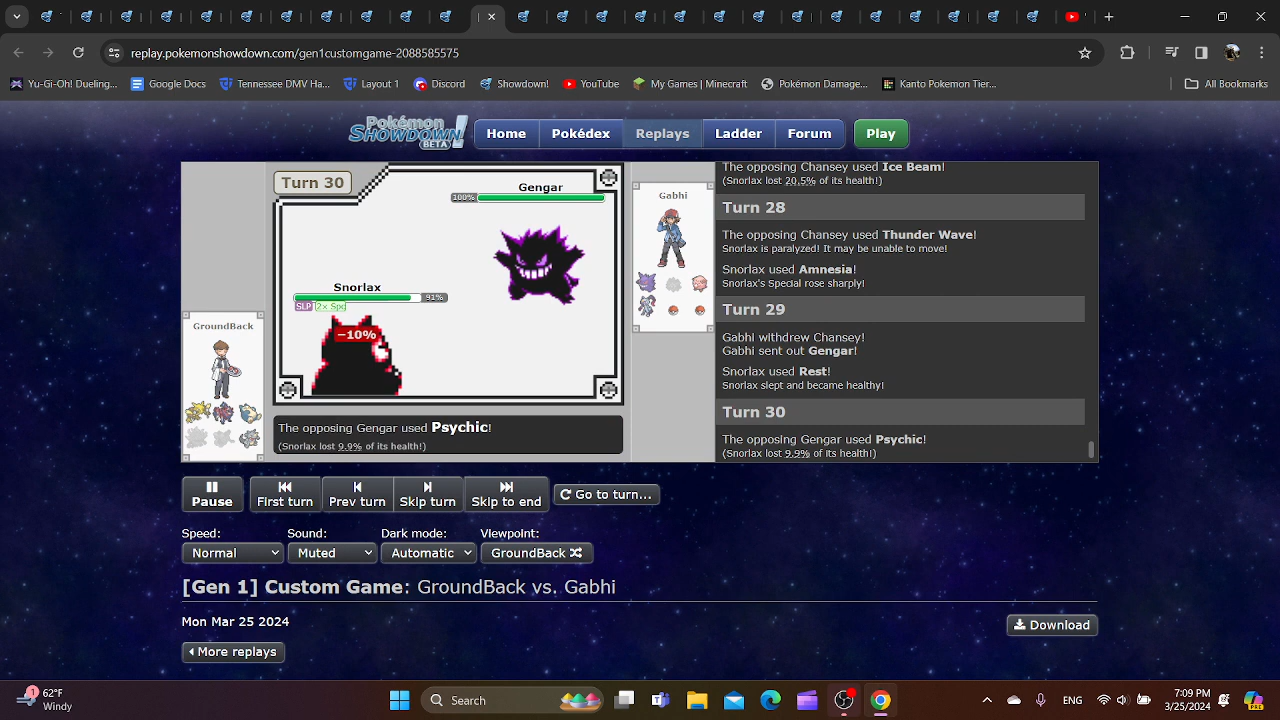 replay.pokemonshowdown.com/gen1customgame-2088585575
Yu-Gi-Oh! Dueling...
Google Docs
Tennessee DMV Ha...
Layout 1
Discord
Showdown!
YouTube
My Games | Minecraft
Pokémon Damage...
Kanto Pokemon Tier...
All Bookmarks
Pokémon
SHOWDOWN!
BETA
Home
Pokédex
Replays
Ladder
Forum
Play
Turn 30
Gengar
100%
Snorlax
91%
SLP 2× Spc
−10%
GroundBack
Gabhi
The opposing Gengar used Psychic!
(Snorlax lost 9.9% of its health!)
The opposing Chansey used Ice Beam!
(Snorlax lost 20.5% of its health!)
Turn 28
The opposing Chansey used Thunder Wave!
Snorlax is paralyzed! It may be unable to move!
Snorlax used Amnesia!
Snorlax's Special rose sharply!
Turn 29
Gabhi withdrew Chansey!
Gabhi sent out Gengar!
Snorlax used Rest!
Snorlax slept and became healthy!
Turn 30
The opposing Gengar used Psychic!
(Snorlax lost 9.9% of its health!)
Pause
First turn
Prev turn
Skip turn
Skip to end
Go to turn...
Speed:
Sound:
Dark mode:
Viewpoint:
Normal
Muted
Automatic
GroundBack
[Gen 1] Custom Game: GroundBack vs. Gabhi
Mon Mar 25 2024
Download
More replays
1
62°F
Windy
Search
PRE
ENG
7:09 PM
3/25/2024